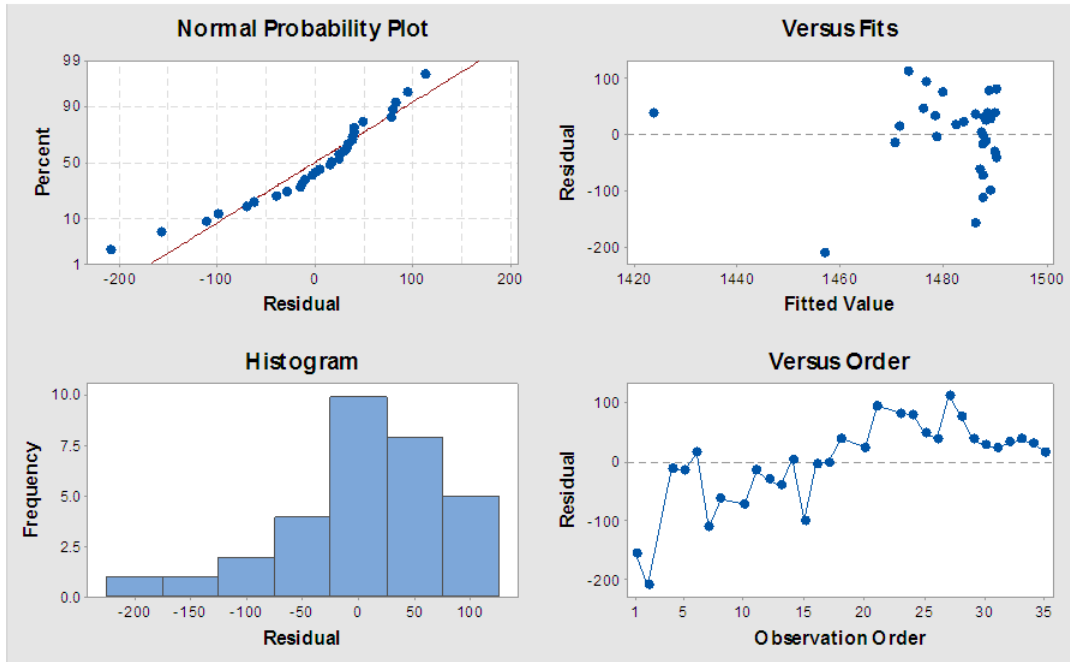 Normal Probability Plot
99
90
50
10
1
Percent
-200 -100 0 100 200
Residual
Versus Fits
100
0
-100
-200
Residual
1420 1440 1460 1480 1500
Fitted Value
Histogram
10.0
7.5
5.0
2.5
0.0
Frequency
-200 -150 -100 -50 0 50 100
Residual
Versus Order
100
0
-100
-200
Residual
1 5 10 15 20 25 30 35
Observation Order